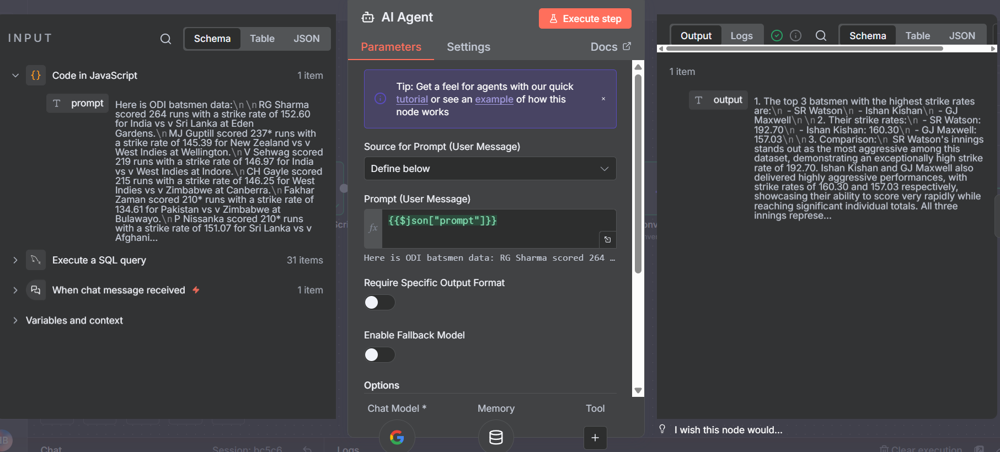 INPUT
Schema
Table
JSON
Code in JavaScript
1 item
T prompt
Here is ODI batsmen data:\n \n RG Sharma
scored 264 runs with a strike rate of 152.60
for India vs v Sri Lanka at Eden
Gardens.\n MJ Guptill scored 237* runs with
a strike rate of 145.39 for New Zealand vs v
West Indies at Wellington.\n V Sehwag scored
219 runs with a strike rate of 146.97 for India
vs v West Indies at Indore.\n CH Gayle scored
215 runs with a strike rate of 146.25 for West
Indies vs v Zimbabwe at Canberra.\n Fakhar
Zaman scored 210* runs with a strike rate of
134.61 for Pakistan vs v Zimbabwe at
Bulawayo.\n P Nissanka scored 210* runs
with a strike rate of 151.07 for Sri Lanka vs v
Afghani...
Execute a SQL query
31 items
When chat message received
1 item
Variables and context
AI Agent
Execute step
Parameters
Settings
Docs
Tip: Get a feel for agents with our quick
tutorial or see an example of how this
node works
×
Source for Prompt (User Message)
Define below
Prompt (User Message)
fx
{{$json["prompt"]}}
Here is ODI batsmen data: RG Sharma scored 264 …
Require Specific Output Format
Enable Fallback Model
Options
Chat Model *
Memory
Tool
+
Output
Logs
Schema
Table
JSON
1 item
T output
1. The top 3 batsmen with the highest strike rates
are:\n - SR Watson\n - Ishan Kishan\n - GJ
Maxwell\n \n 2. Their strike rates:\n - SR Watson:
192.70\n - Ishan Kishan: 160.30\n - GJ Maxwell:
157.03\n \n 3. Comparison:\n SR Watson's innings
stands out as the most aggressive among this
dataset, demonstrating an exceptionally high strike
rate of 192.70. Ishan Kishan and GJ Maxwell also
delivered highly aggressive performances, with
strike rates of 160.30 and 157.03 respectively,
showcasing their ability to score very rapidly while
reaching significant individual totals. All three
innings represe...
I wish this node would...
Chat
Session: bc5c6
Logs
Clear execution